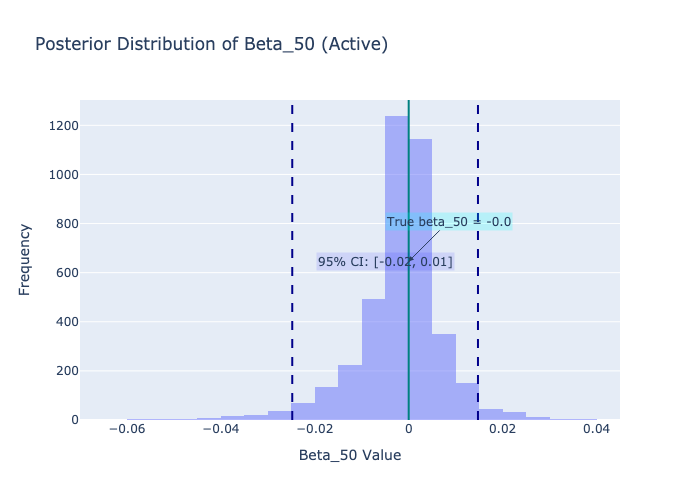 Posterior Distribution of Beta_50 (Active)
1200
1000
800
600
400
200
0
Frequency
True beta_50 = -0.0
95% CI: [-0.02, 0.01]
−0.06
−0.04
−0.02
0
0.02
0.04
Beta_50 Value